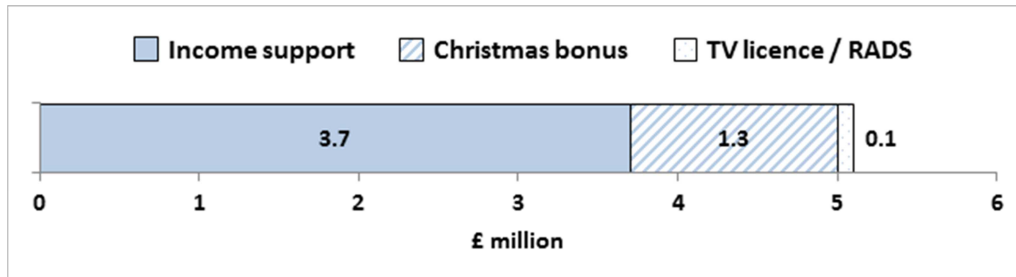 Income support Christmas bonus TV licence / RADS
3.7 1.3 0.1
0 1 2 3 4 5 6
£ million